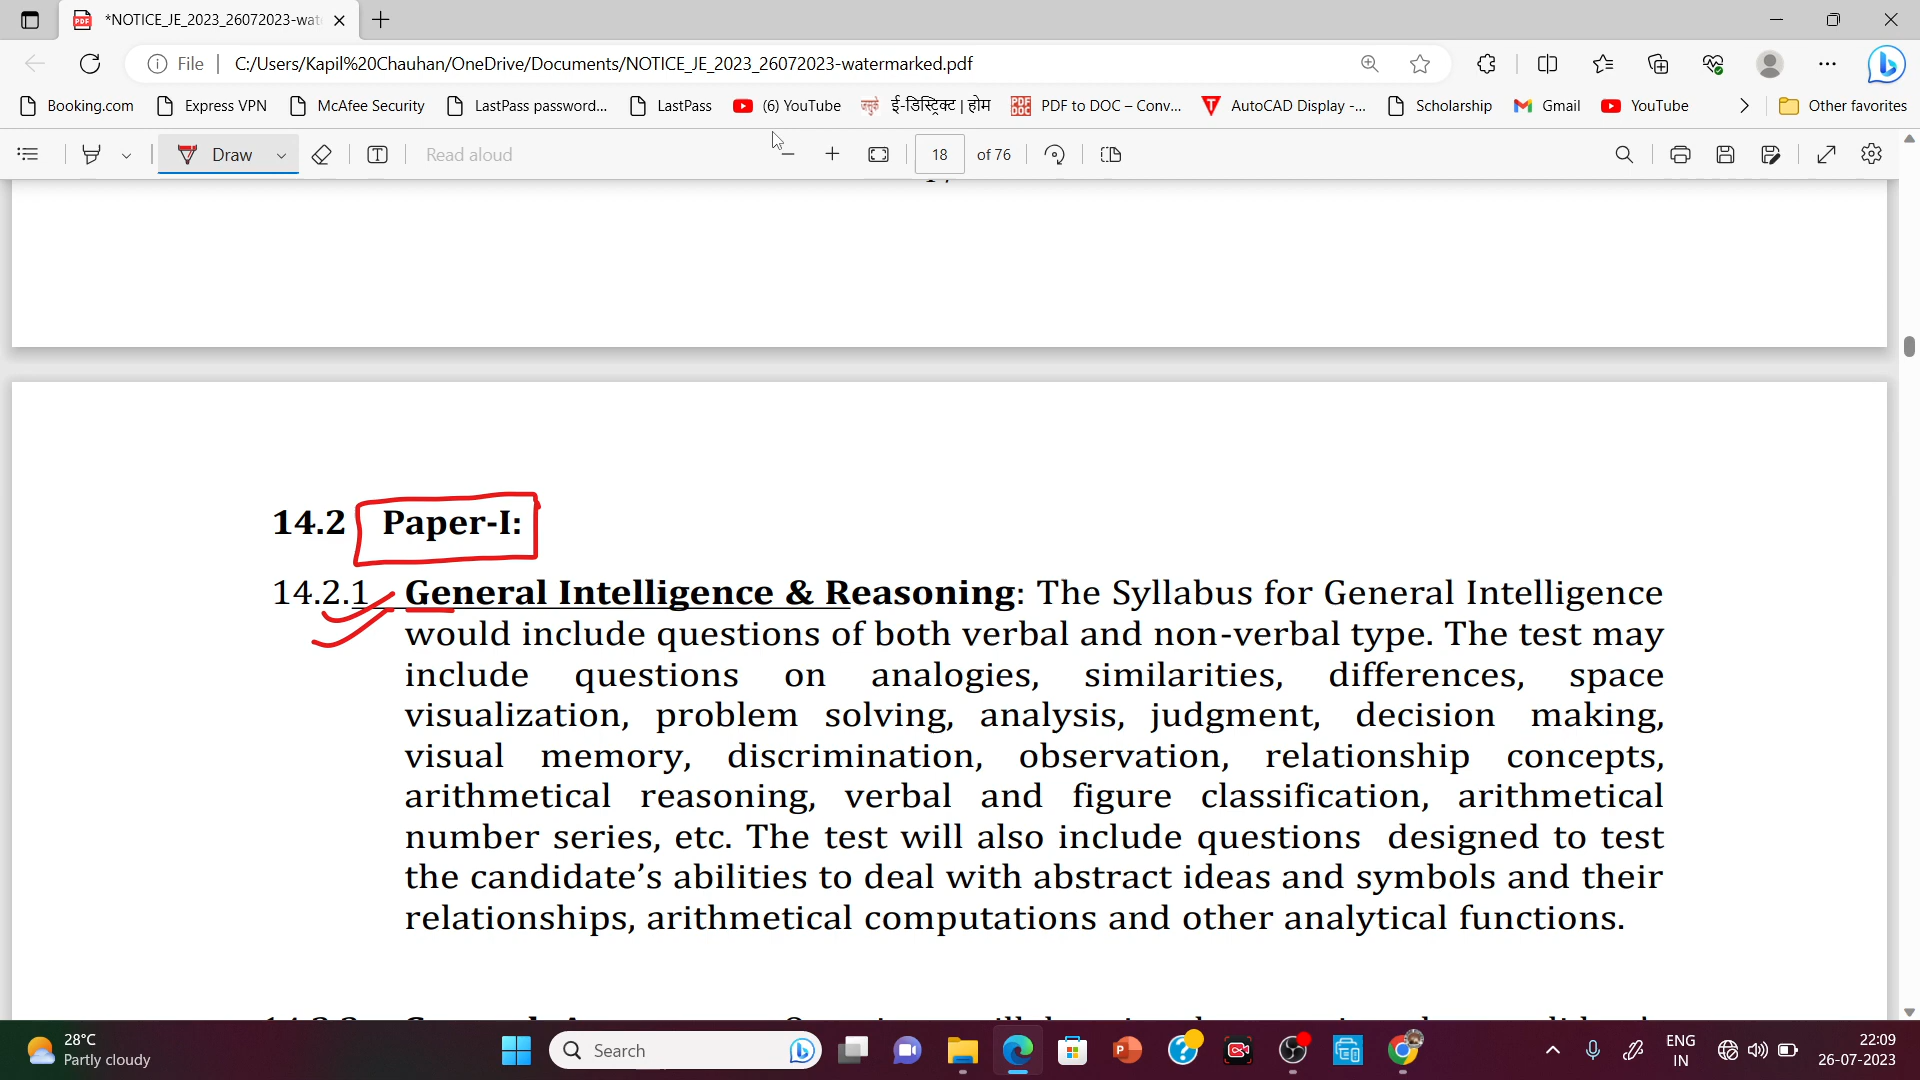 *NOTICE_JE_2023_26072023-wat
File
C:/Users/Kapil%20Chauhan/OneDrive/Documents/NOTICE_JE_2023_26072023-watermarked.pdf
Booking.com Express VPN McAfee Security LastPass password... LastPass (6) YouTube ई-डिस्ट्रिक्ट | होम PDF to DOC – Conv... AutoCAD Display -... Scholarship Gmail YouTube Other favorites
Draw Read aloud 18 of 76
14.2 Paper-I:
14.2.1 General Intelligence & Reasoning: The Syllabus for General Intelligence
would include questions of both verbal and non-verbal type. The test may
include questions on analogies, similarities, differences, space
visualization, problem solving, analysis, judgment, decision making,
visual memory, discrimination, observation, relationship concepts,
arithmetical reasoning, verbal and figure classification, arithmetical
number series, etc. The test will also include questions designed to test
the candidate’s abilities to deal with abstract ideas and symbols and their
relationships, arithmetical computations and other analytical functions.
28°C
Partly cloudy
Search
ENG
IN
22:09
26-07-2023